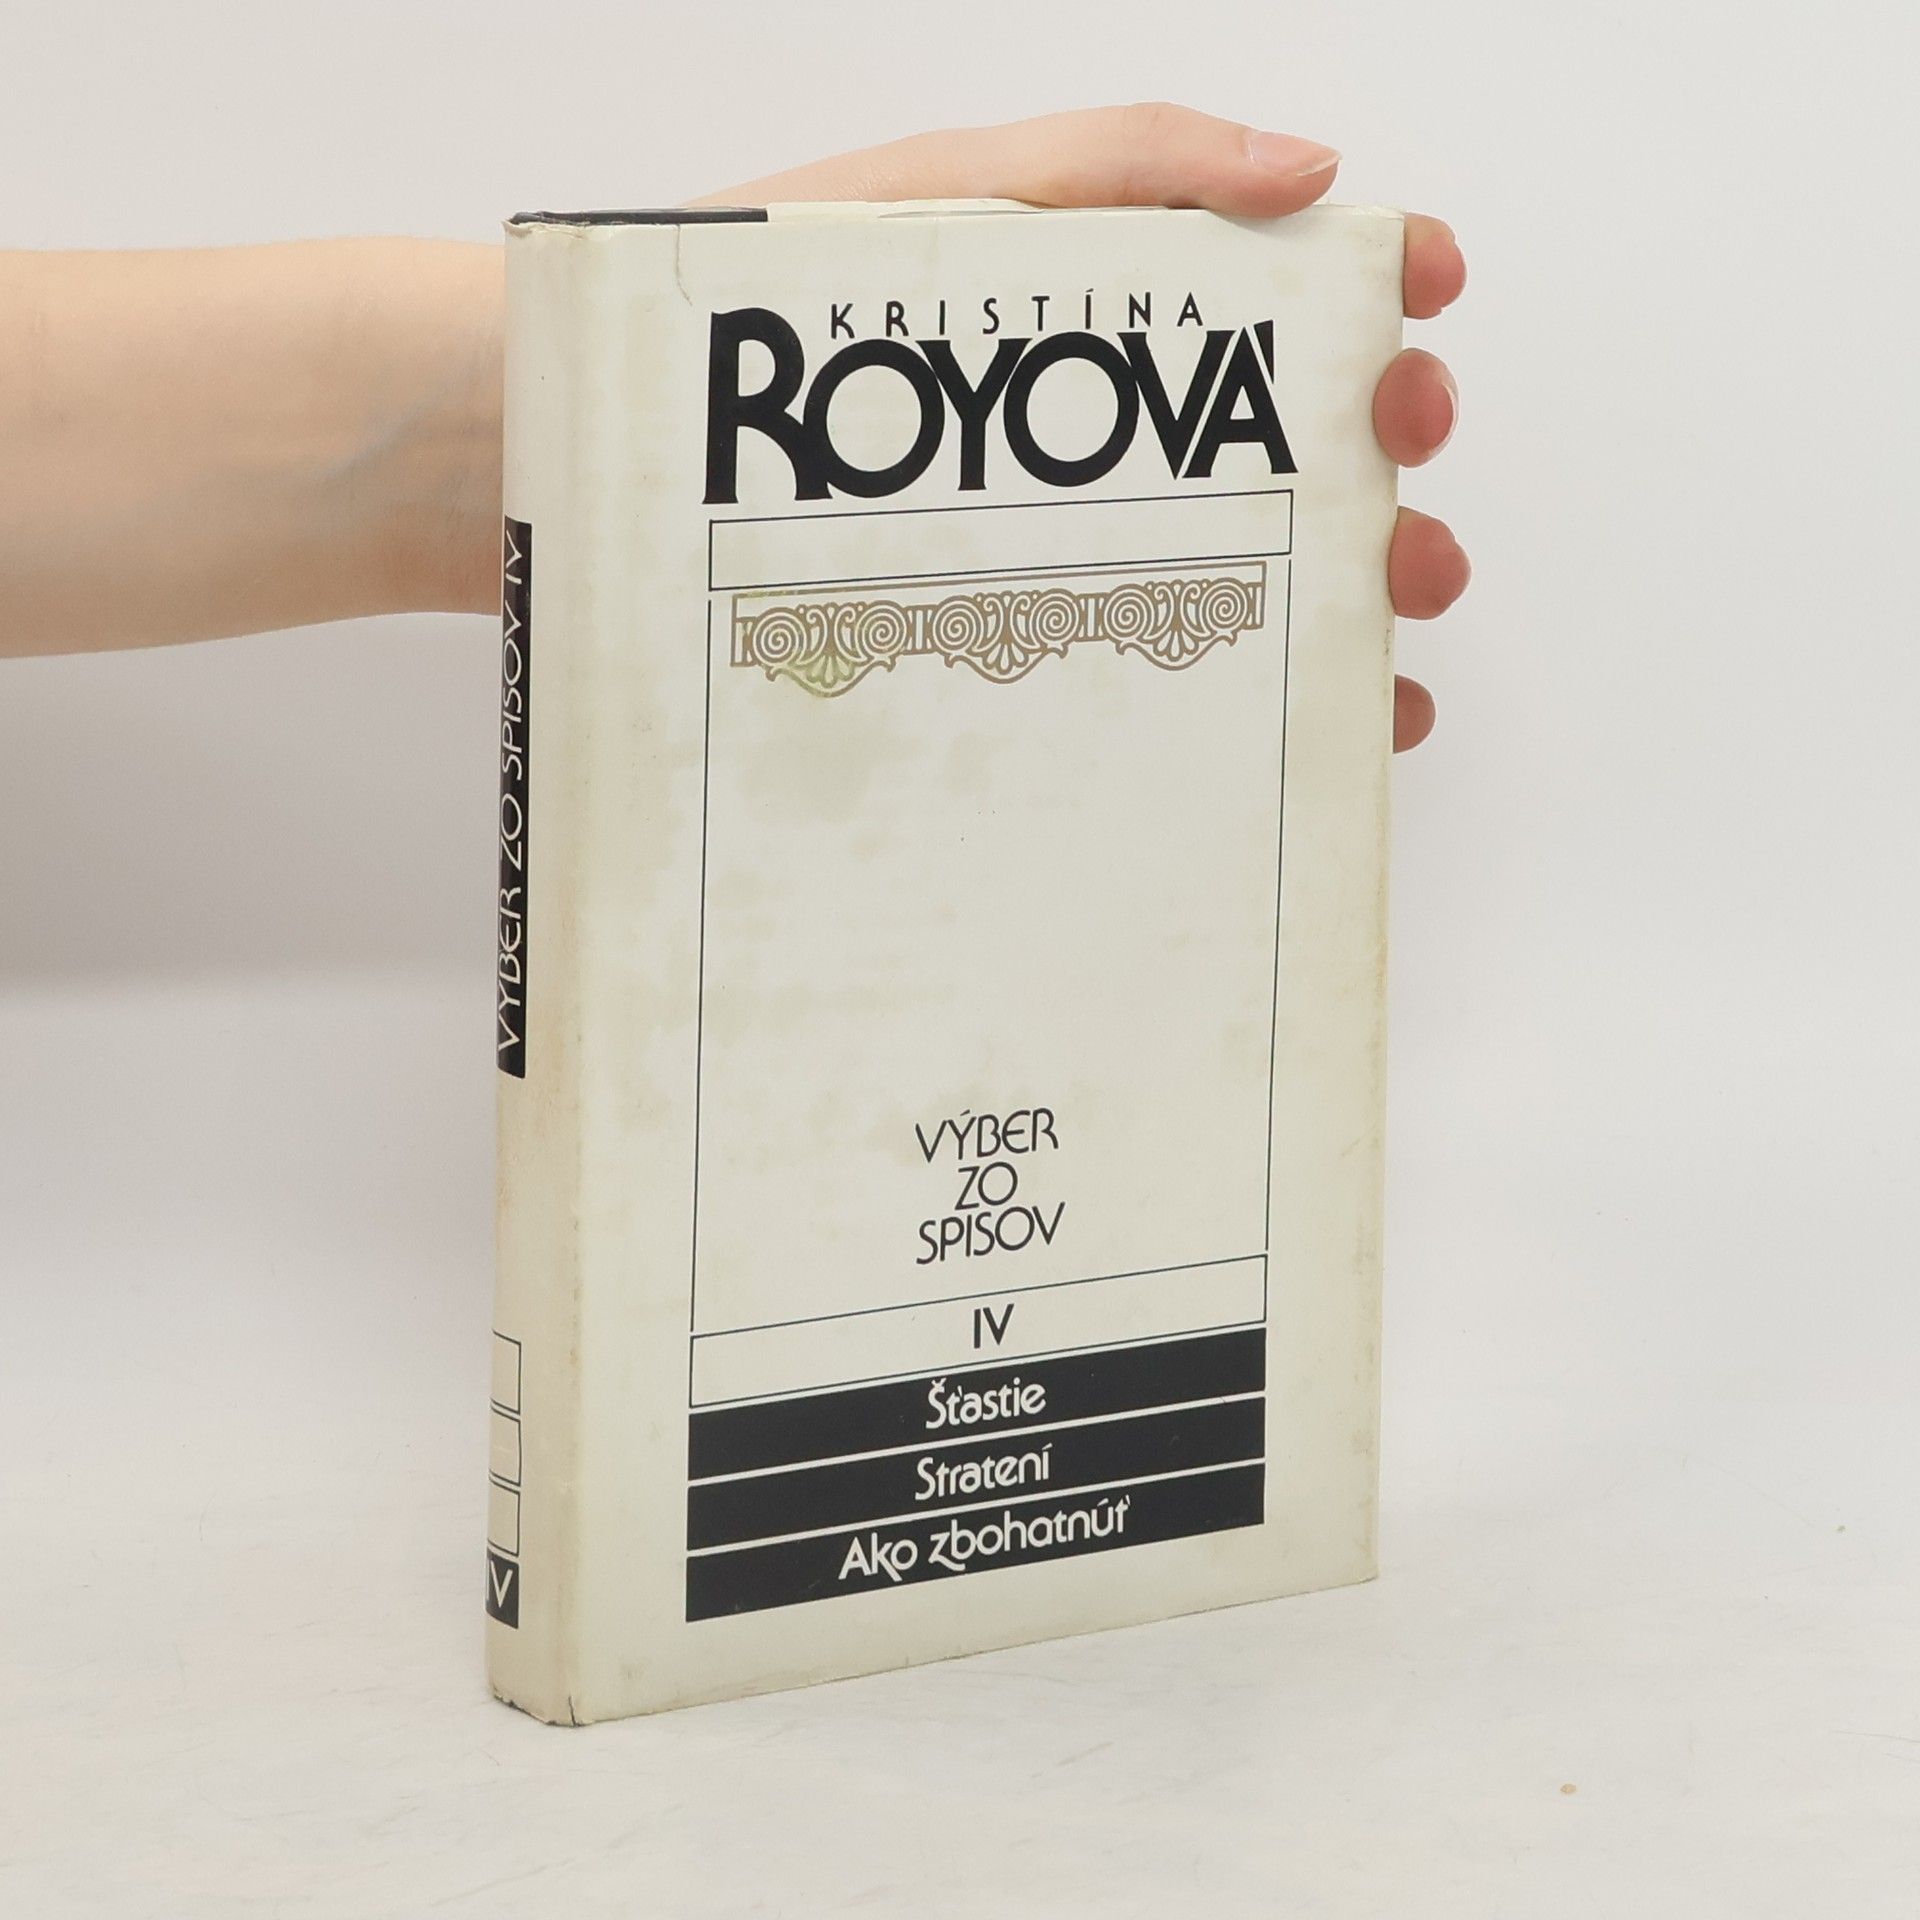 KRISTÍNA
ROYOVÁ
VÝBER
ZO
SPISOV
IV
Šťastie
Stratení
Ako zbohatnúť
VÝBER ZO SPISOV IV
IV